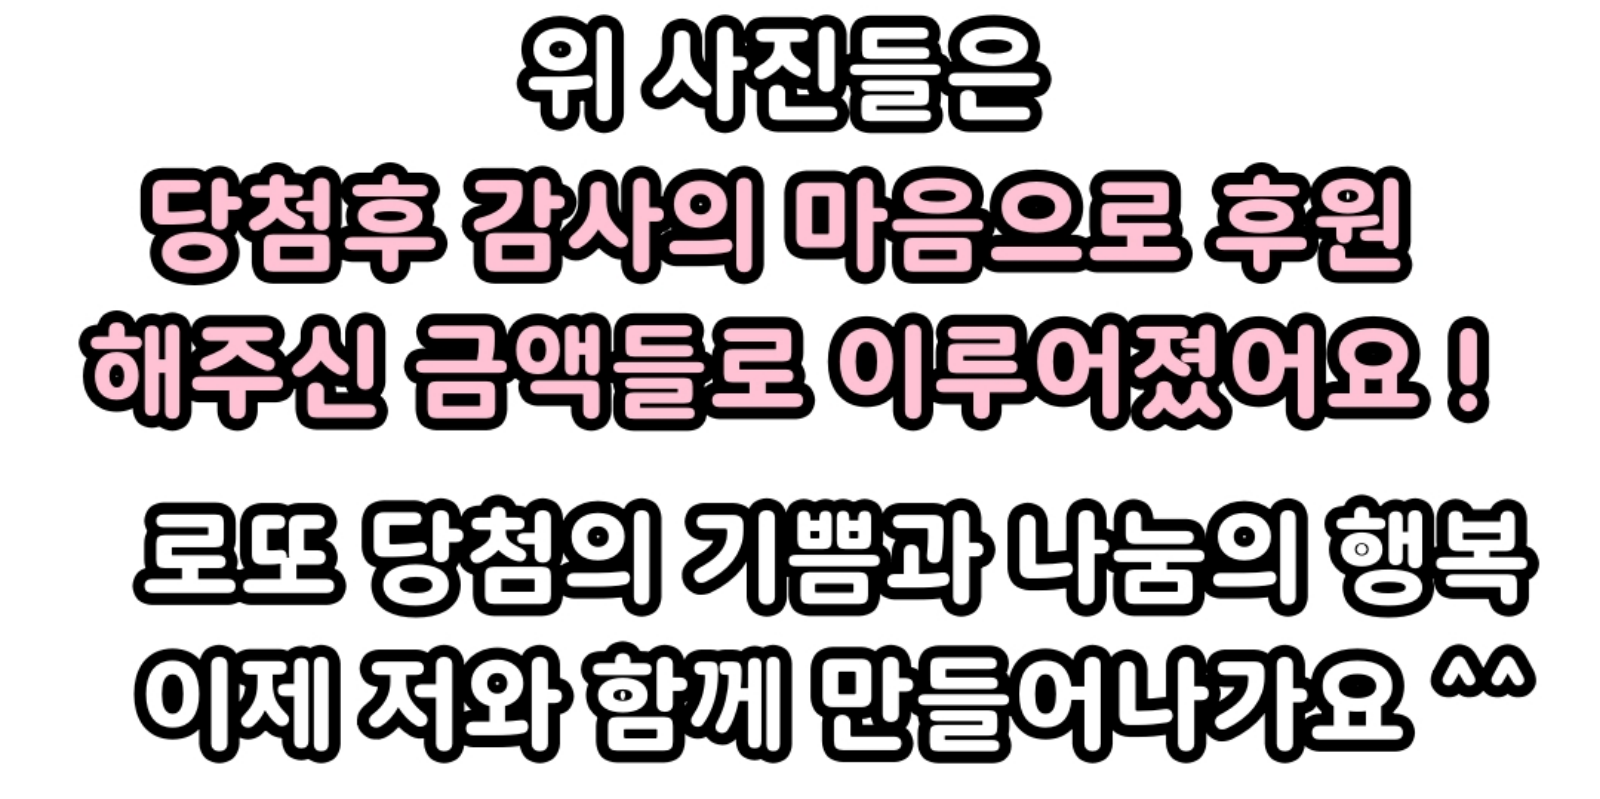 위 사진들은
당첨후 감사의 마음으로 후원
해주신 금액들로 이루어졌어요 !
로또 당첨의 기쁨과 나눔의 행복
이제 저와 함께 만들어나가요 ^^